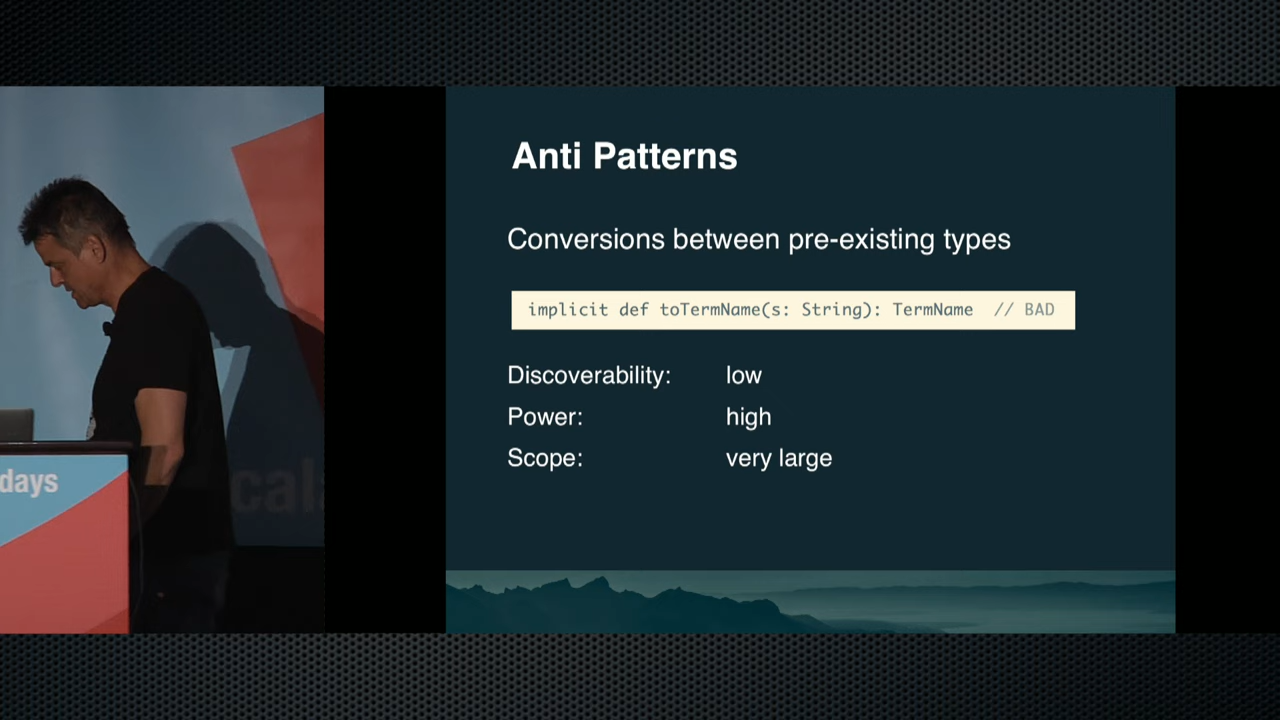 Anti Patterns
Conversions between pre-existing types
implicit def toTermName(s: String): TermName // BAD
Discoverability: low
Power: high
Scope: very large
days
cal